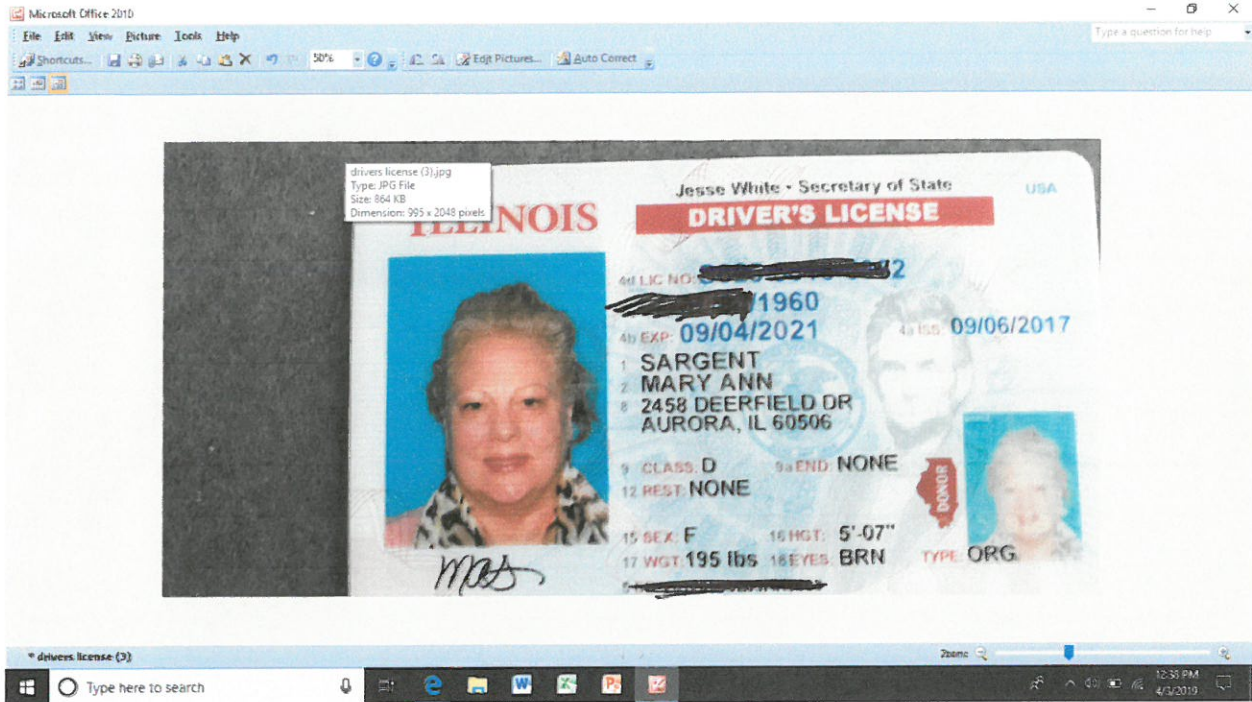 Microsoft Office 2010
Type a question for help
File Edit View Picture Tools Help
Shortcuts... 50% Edit Pictures... Auto Correct
drivers license (3).jpg
Type: JPG File
Size: 864 KB
Dimension: 995 x 2048 pixels
Jesse White • Secretary of State USA
ILLINOIS DRIVER'S LICENSE
4d LIC NO: 2
/1960
4b EXP: 09/04/2021 4a ISS: 09/06/2017
1 SARGENT
2 MARY ANN
8 2458 DEERFIELD DR
AURORA, IL 60506
9 CLASS: D 9a END: NONE
12 REST: NONE
DONOR
15 SEX: F 16 HGT: 5'-07"
17 WGT: 195 lbs 18 EYES: BRN TYPE: ORG
5
* drivers license (3)
Zoom:
Type here to search
12:35 PM
4/3/2019